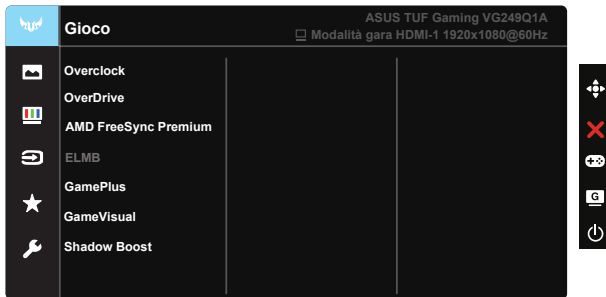 Gioco
ASUS TUF Gaming VG249Q1A
Modalità gara HDMI-1 1920x1080@60Hz
Overclock
OverDrive
AMD FreeSync Premium
ELMB
GamePlus
GameVisual
Shadow Boost
G